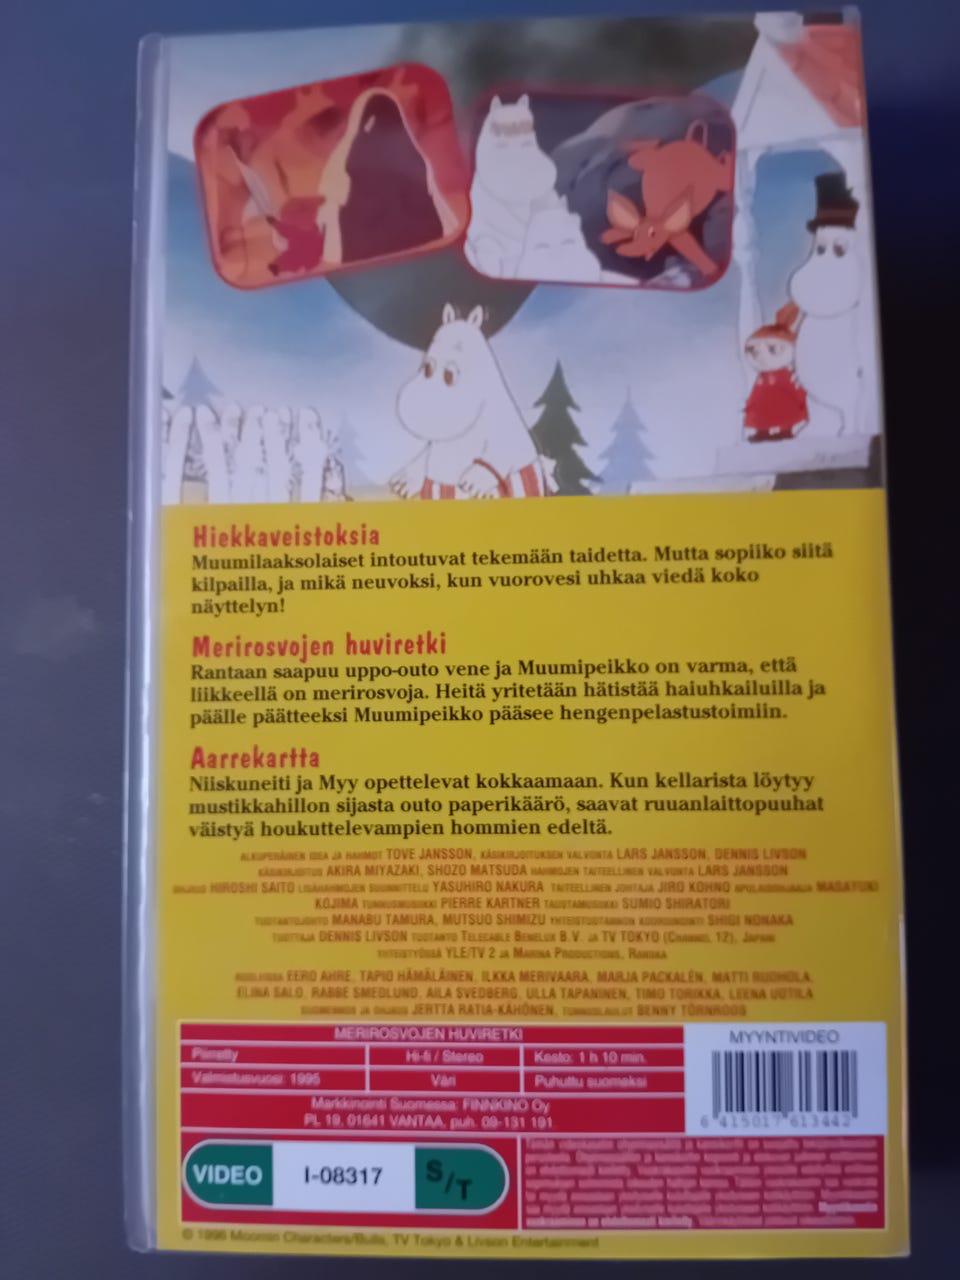 Hiekkaveistoksia
Muumilaaksolaiset intoutuvat tekemään taidetta. Mutta sopiiko siitä
kilpailla, ja mikä neuvoksi, kun vuorovesi uhkaa viedä koko
näyttelyn!
Merirosvojen huviretki
Rantaan saapuu uppo-outo vene ja Muumipeikko on varma, että
liikkeellä on merirosvoja. Heitä yritetään hätistää haiuhkailuilla ja
päälle päätteeksi Muumipeikko pääsee hengenpelastustoimiin.
Aarrekartta
Niiskuneiti ja Myy opettelevat kokkaamaan. Kun kellarista löytyy
mustikkahillon sijasta outo paperikäärö, saavat ruuanlaittopuuhat
väistyä houkuttelevampien hommien edeltä.
ALKUPERÄINEN IDEA JA HAHMOT TOVE JANSSON, KÄSIKIRJOITUKSEN VALVONTA LARS JANSSON, DENNIS LIVSON
KÄSIKIRJOITUS AKIRA MIYAZAKI, SHOZO MATSUDA HAHMOJEN TAITEELLINEN VALVONTA LARS JANSSON
OHJAUS HIROSHI SAITO LISÄHAHMOJEN SUUNNITTELU YASUHIRO NAKURA TAITEELLINEN JOHTAJA JIRO KOHNO APULAISOHJAAJA MASAYUKI
KOJIMA TUNNUSMUSIIKKI PIERRE KARTNER TAUSTAMUSIIKKI SUMIO SHIRATORI
TUOTANTOJOHTO MANABU TAMURA, MUTSUO SHIMIZU YHTEISTUOTANNON KOORDINOINTI SHIGI NONAKA
TUOTTAJA DENNIS LIVSON TUOTANTO TELECABLE BENELUX B.V. JA TV TOKYO (CHANNEL 12), JAPANI
YHTEISTYÖSSÄ YLE/TV 2 JA MARINA PRODUCTIONS, RANSKA
ROOLEISSA EERO AHRE, TAPIO HÄMÄLÄINEN, ILKKA MERIVAARA, MARJA PACKALÉN, MATTI RUOHOLA,
ELINA SALO, RABBE SMEDLUND, AILA SVEDBERG, ULLA TAPANINEN, TIMO TORIKKA, LEENA UOTILA
SUOMENNOS JA OHJAUS JERTTA RATIA-KÄHÖNEN, TUNNUSLAULUT BENNY TÖRNROOS
MERIROSVOJEN HUVIRETKI
MYYNTIVIDEO
Piirretty
Hi-fi / Stereo
Kesto: 1 h 10 min.
Valmistusvuosi: 1995
Väri
Puhuttu suomeksi
Markkinointi Suomessa: FINNKINO Oy
PL 19, 01641 VANTAA, puh. 09-131 191
6 415017 613442
VIDEO
I-08317
S/T
© 1996 Moomin Characters/Bulls, TV Tokyo & Livson Entertainment